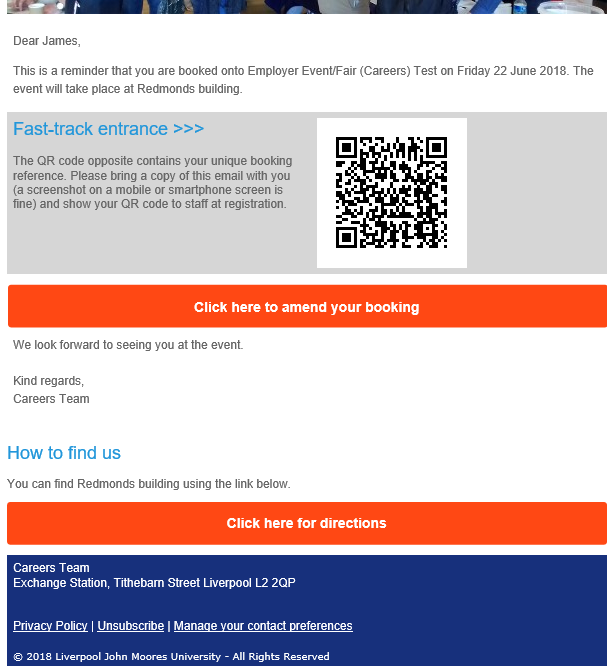 Dear James,
This is a reminder that you are booked onto Employer Event/Fair (Careers) Test on Friday 22 June 2018. The
event will take place at Redmonds building.
Fast-track entrance >>>
The QR code opposite contains your unique booking
reference. Please bring a copy of this email with you
(a screenshot on a mobile or smartphone screen is
fine) and show your QR code to staff at registration.
Click here to amend your booking
We look forward to seeing you at the event.
Kind regards,
Careers Team
How to find us
You can find Redmonds building using the link below.
Click here for directions
Careers Team
Exchange Station, Tithebarn Street Liverpool L2 2QP
Privacy Policy | Unsubscribe | Manage your contact preferences
© 2018 Liverpool John Moores University - All Rights Reserved